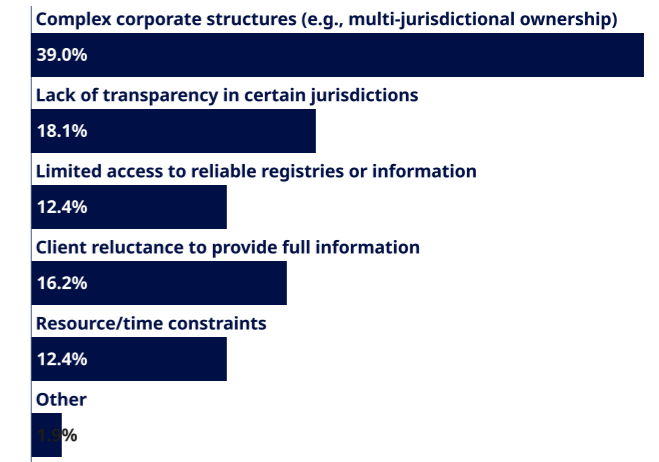 Complex corporate structures (e.g., multi-jurisdictional ownership)
39.0%
Lack of transparency in certain jurisdictions
18.1%
Limited access to reliable registries or information
12.4%
Client reluctance to provide full information
16.2%
Resource/time constraints
12.4%
Other
1.9%